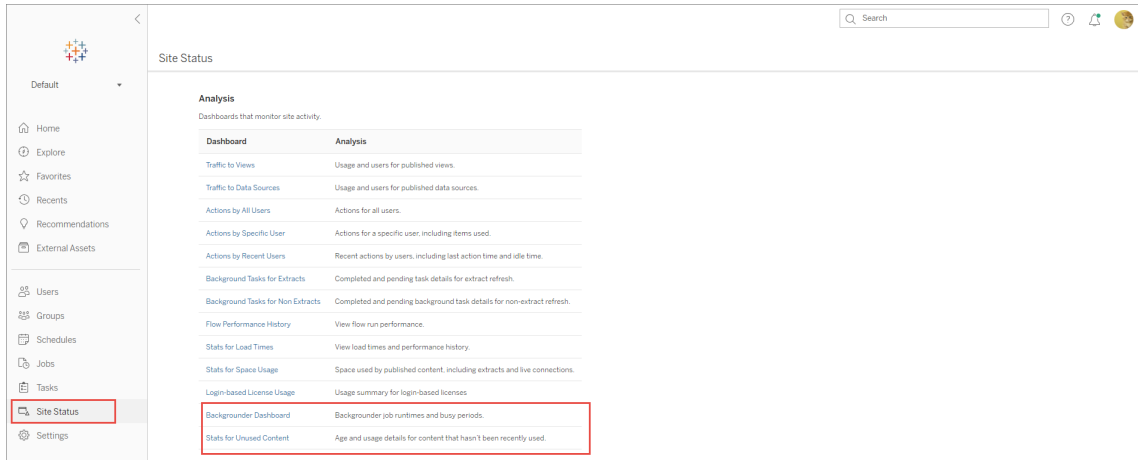 Search
Site Status
Default
Home
Explore
Favorites
Recents
Recommendations
External Assets
Users
Groups
Schedules
Jobs
Tasks
Site Status
Settings
Analysis
Dashboards that monitor site activity.
Dashboard Analysis
Traffic to Views Usage and users for published views.
Traffic to Data Sources Usage and users for published data sources.
Actions by All Users Actions for all users.
Actions by Specific User Actions for a specific user, including items used.
Actions by Recent Users Recent actions by users, including last action time and idle time.
Background Tasks for Extracts Completed and pending task details for extract refresh.
Background Tasks for Non Extracts Completed and pending background task details for non-extract refresh.
Flow Performance History View flow run performance.
Stats for Load Times View load times and performance history.
Stats for Space Usage Space used by published content, including extracts and live connections.
Login-based License Usage Usage summary for login-based licenses
Backgrounder Dashboard Backgrounder job runtimes and busy periods.
Stats for Unused Content Age and usage details for content that hasn't been recently used.